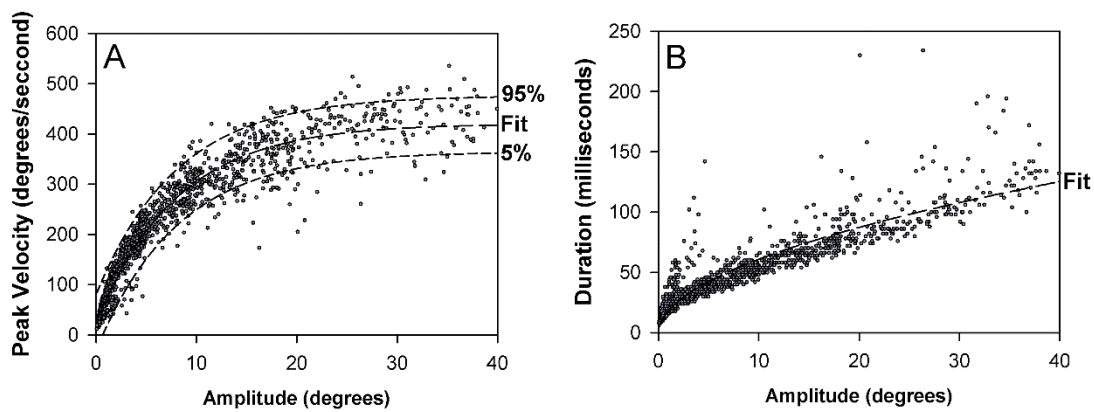 A
600
500
400
300
200
100
0
0 10 20 30 40
Peak Velocity (degrees/seccond)
Amplitude (degrees)
95%
Fit
5%
B
250
200
150
100
50
0
0 10 20 30 40
Duration (milliseconds)
Amplitude (degrees)
Fit